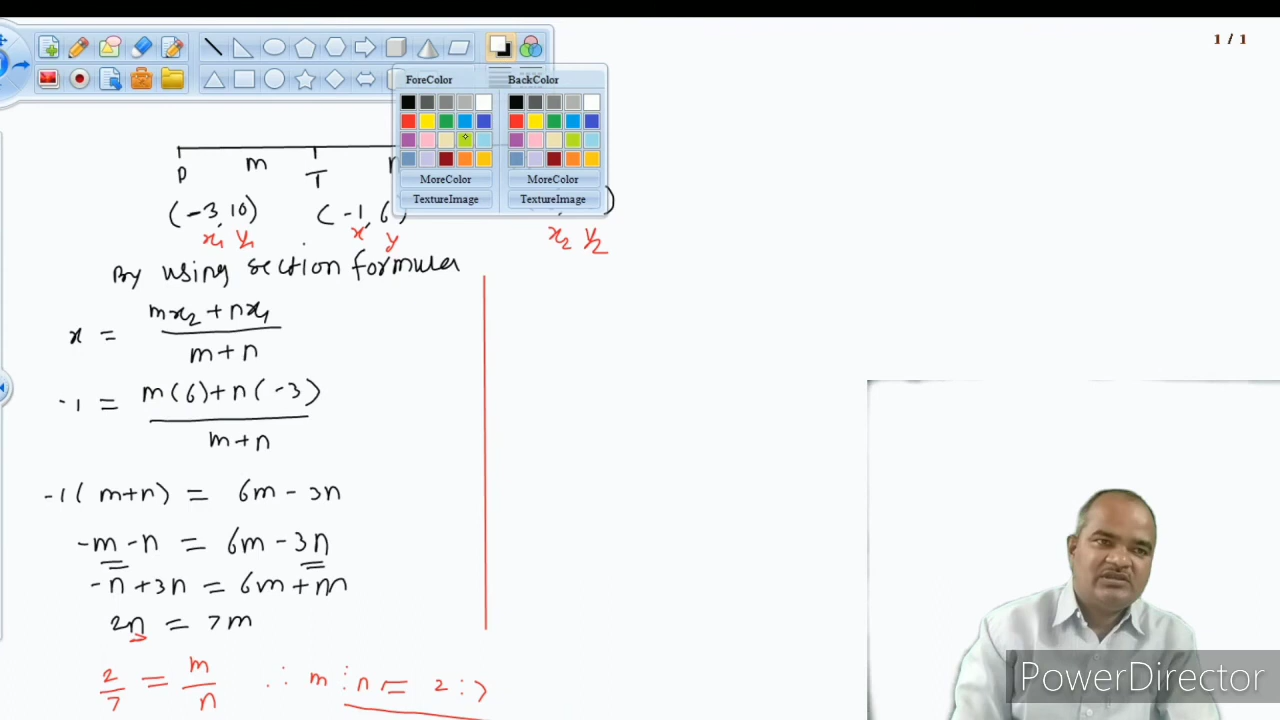 1 / 1
ForeColor BackColor
MoreColor MoreColor
TextureImage TextureImage
P m T
(-3, 10) (-1, 6) )
x₁ y₁ x y x₂ y₂
By using section formula
x = mx₂ + nx₁ / m + n
-1 = m(6) + n(-3) / m + n
-1(m+n) = 6m - 3n
-m - n = 6m - 3n
-n + 3n = 6m + m
2n = 7m
2/7 = m/n ∴ m : n = 2 : 7
PowerDirector